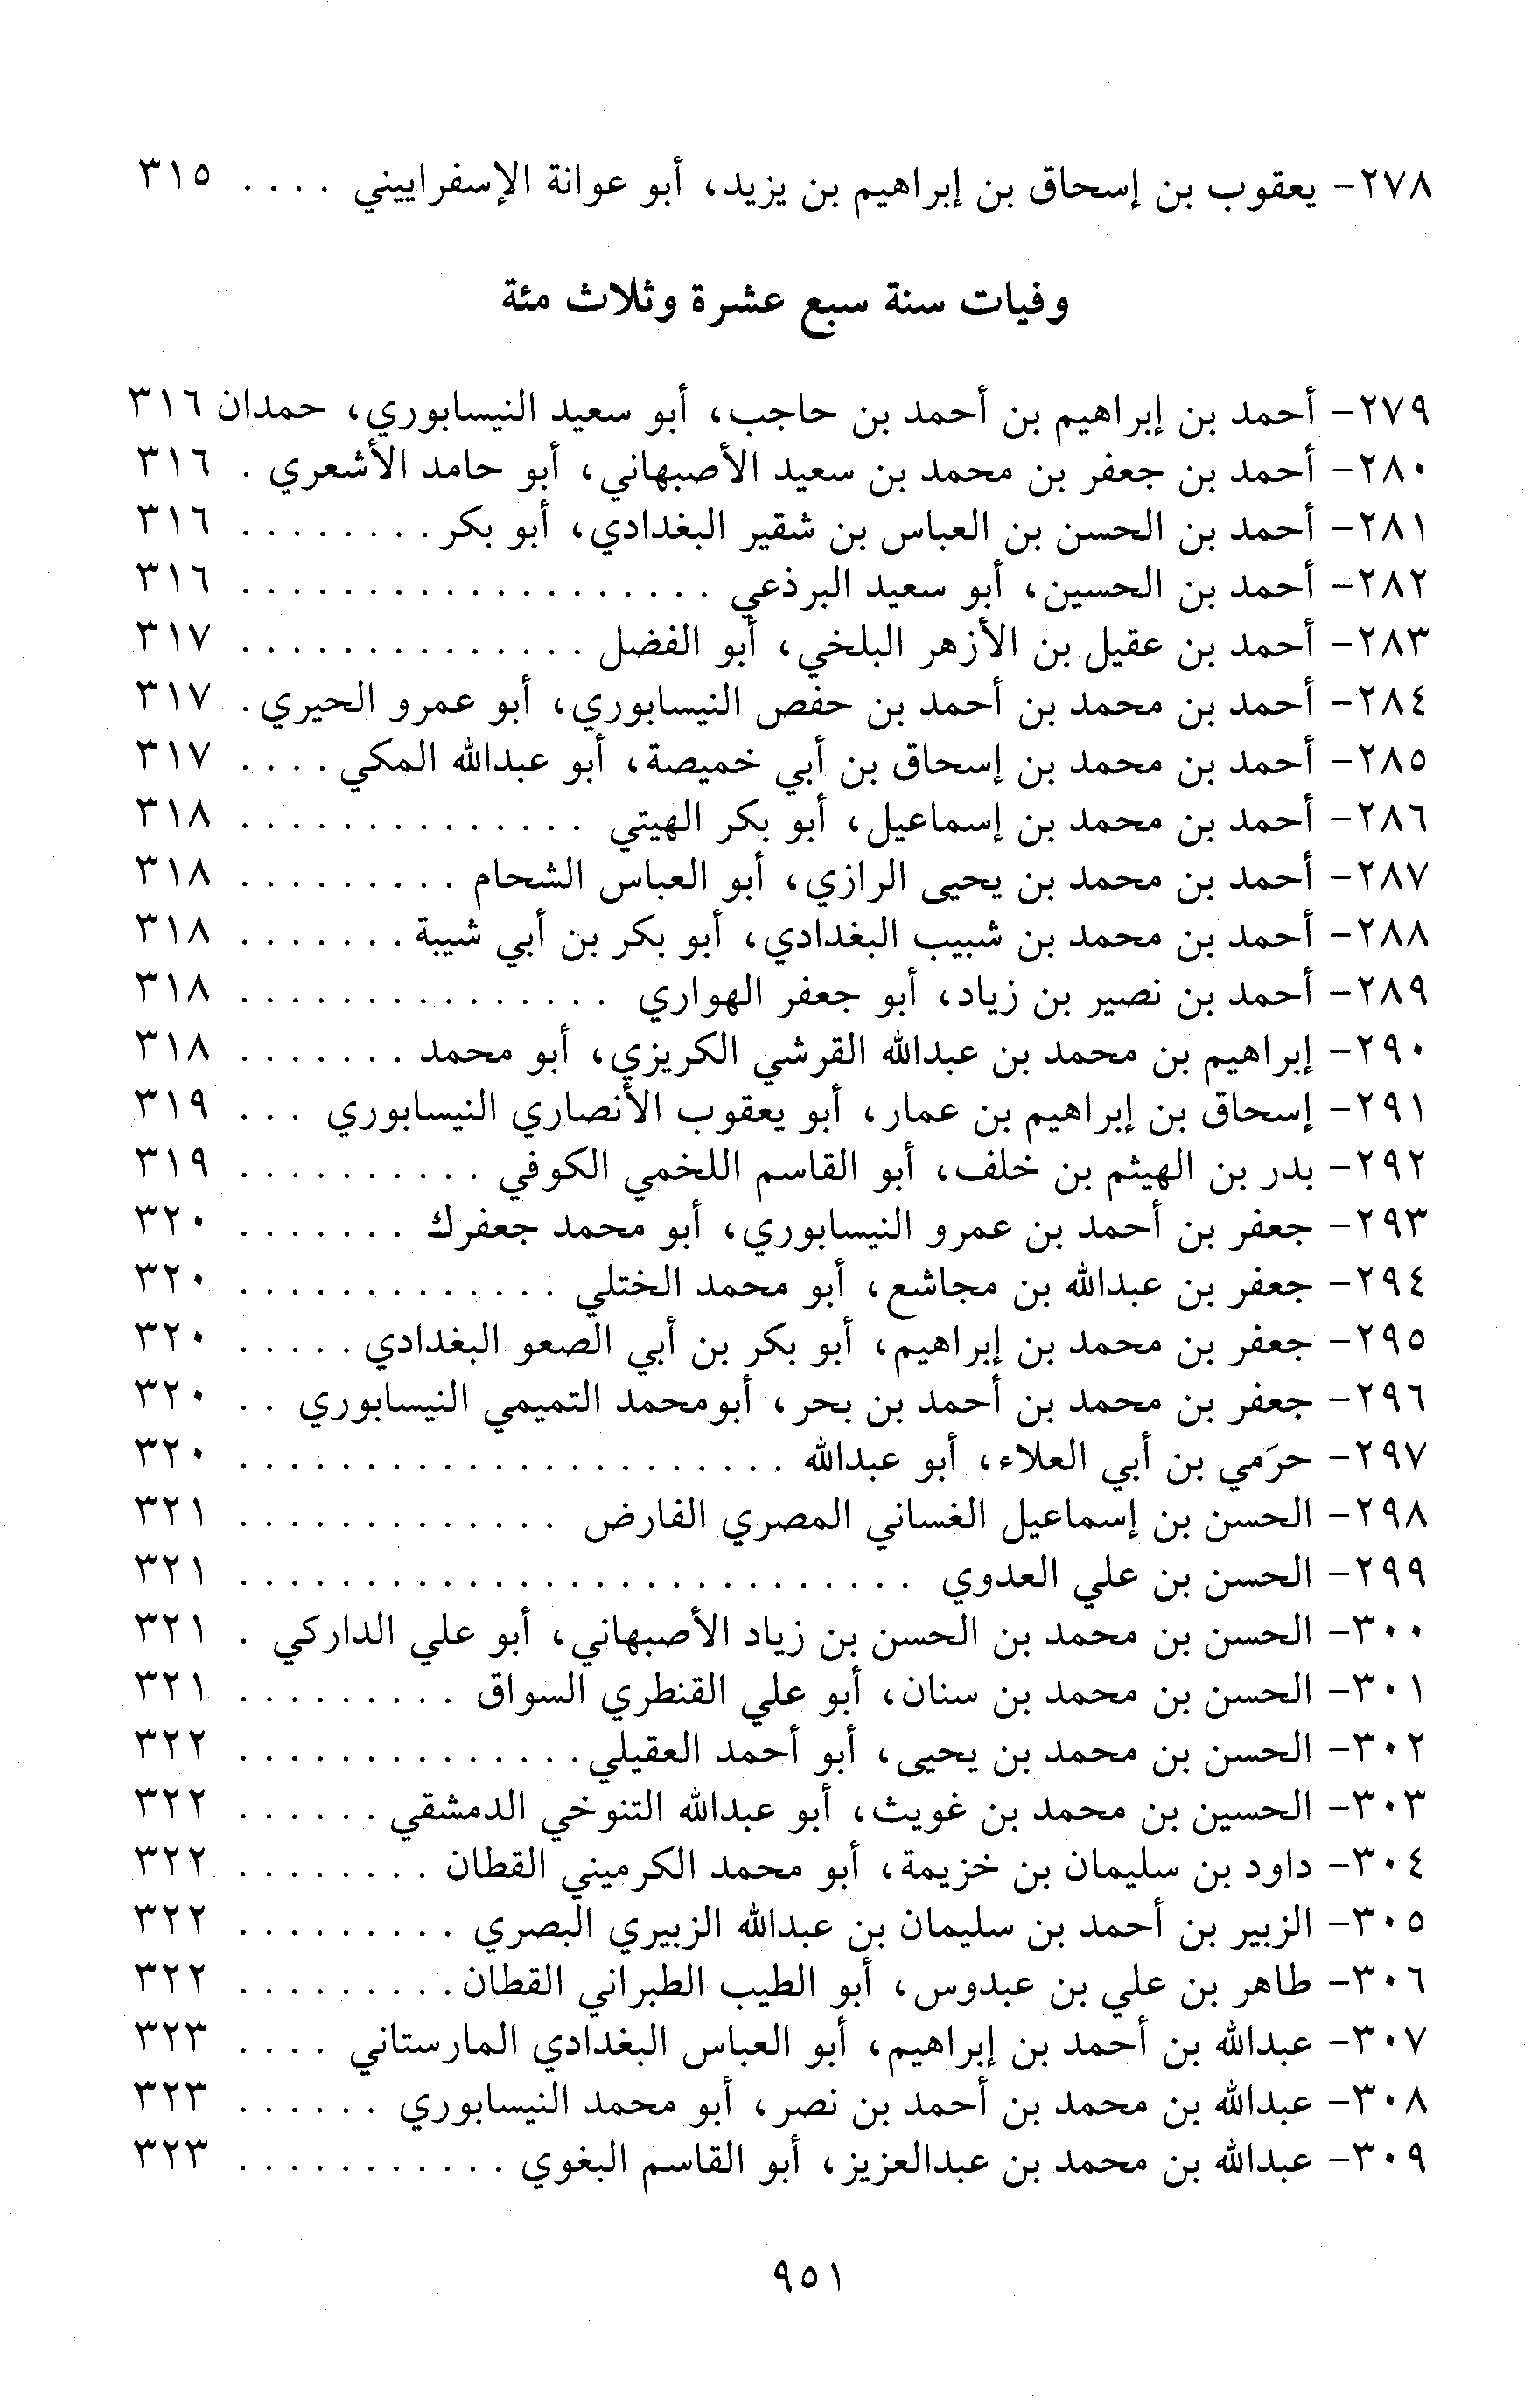 ٢٧٨- يعقوب بن إسحاق بن إبراهيم بن يزيد، أبو عوانة الإسفراييني . . . . ٣١٥
وفيات سنة سبع عشرة وثلاث مئة
٢٧٩- أحمد بن إبراهيم بن أحمد بن حاجب، أبو سعيد النيسابوري، حمدان ٣١٦
٢٨٠- أحمد بن جعفر بن محمد بن سعيد الأصبهاني، أبو حامد الأشعري . ٣١٦
٢٨١- أحمد بن الحسن بن العباس بن شقير البغدادي، أبو بكر . . . . . . . . ٣١٦
٢٨٢- أحمد بن الحسين، أبو سعيد البرذعي . . . . . . . . . . . . . . . . . . . ٣١٦
٢٨٣- أحمد بن عقيل بن الأزهر البلخي، أبو الفضل . . . . . . . . . . . . . . ٣١٧
٢٨٤- أحمد بن محمد بن أحمد بن حفص النيسابوري، أبو عمرو الحيري . ٣١٧
٢٨٥- أحمد بن محمد بن إسحاق بن أبي خميصة، أبو عبدالله المكي . . . . ٣١٧
٢٨٦- أحمد بن محمد بن إسماعيل، أبو بكر الهيتي . . . . . . . . . . . . . . ٣١٨
٢٨٧- أحمد بن محمد بن يحيى الرازي، أبو العباس الشحام . . . . . . . . . ٣١٨
٢٨٨- أحمد بن محمد بن شبيب البغدادي، أبو بكر بن أبي شيبة . . . . . . . ٣١٨
٢٨٩- أحمد بن نصير بن زياد، أبو جعفر الهواري . . . . . . . . . . . . . . . ٣١٨
٢٩٠- إبراهيم بن محمد بن عبدالله القرشي الكريزي، أبو محمد . . . . . . . ٣١٨
٢٩١- إسحاق بن إبراهيم بن عمار، أبو يعقوب الأنصاري النيسابوري . . . ٣١٩
٢٩٢- بدر بن الهيثم بن خلف، أبو القاسم اللخمي الكوفي . . . . . . . . . . ٣١٩
٢٩٣- جعفر بن أحمد بن عمرو النيسابوري، أبو محمد جعفرك . . . . . . . ٣٢٠
٢٩٤- جعفر بن عبدالله بن مجاشع، أبو محمد الختلي . . . . . . . . . . . . . ٣٢٠
٢٩٥- جعفر بن محمد بن إبراهيم، أبو بكر بن أبي الصعو البغدادي . . . . . ٣٢٠
٢٩٦- جعفر بن محمد بن أحمد بن بحر، أبومحمد التميمي النيسابوري . . ٣٢٠
٢٩٧- حرَمي بن أبي العلاء، أبو عبدالله . . . . . . . . . . . . . . . . . . . . . . ٣٢٠
٢٩٨- الحسن بن إسماعيل الغساني المصري الفارض . . . . . . . . . . . . . ٣٢١
٢٩٩- الحسن بن علي العدوي . . . . . . . . . . . . . . . . . . . . . . . . . . . ٣٢١
٣٠٠- الحسن بن محمد بن الحسن بن زياد الأصبهاني، أبو علي الداركي . ٣٢١
٣٠١- الحسن بن محمد بن سنان، أبو علي القنطري السواق . . . . . . . . . ٣٢١
٣٠٢- الحسن بن محمد بن يحيى، أبو أحمد العقيلي . . . . . . . . . . . . . . ٣٢٢
٣٠٣- الحسين بن محمد بن غويث، أبو عبدالله التنوخي الدمشقي . . . . . . ٣٢٢
٣٠٤- داود بن سليمان بن خزيمة، أبو محمد الكرميني القطان . . . . . . . . ٣٢٢
٣٠٥- الزبير بن أحمد بن سليمان بن عبدالله الزبيري البصري . . . . . . . . . ٣٢٢
٣٠٦- طاهر بن علي بن عبدوس، أبو الطيب الطبراني القطان . . . . . . . . . ٣٢٢
٣٠٧- عبدالله بن أحمد بن إبراهيم، أبو العباس البغدادي المارستاني . . . . ٣٢٣
٣٠٨- عبدالله بن محمد بن أحمد بن نصر، أبو محمد النيسابوري . . . . . . ٣٢٣
٣٠٩- عبدالله بن محمد بن عبدالعزيز، أبو القاسم البغوي . . . . . . . . . . . ٣٢٣
٩٥١